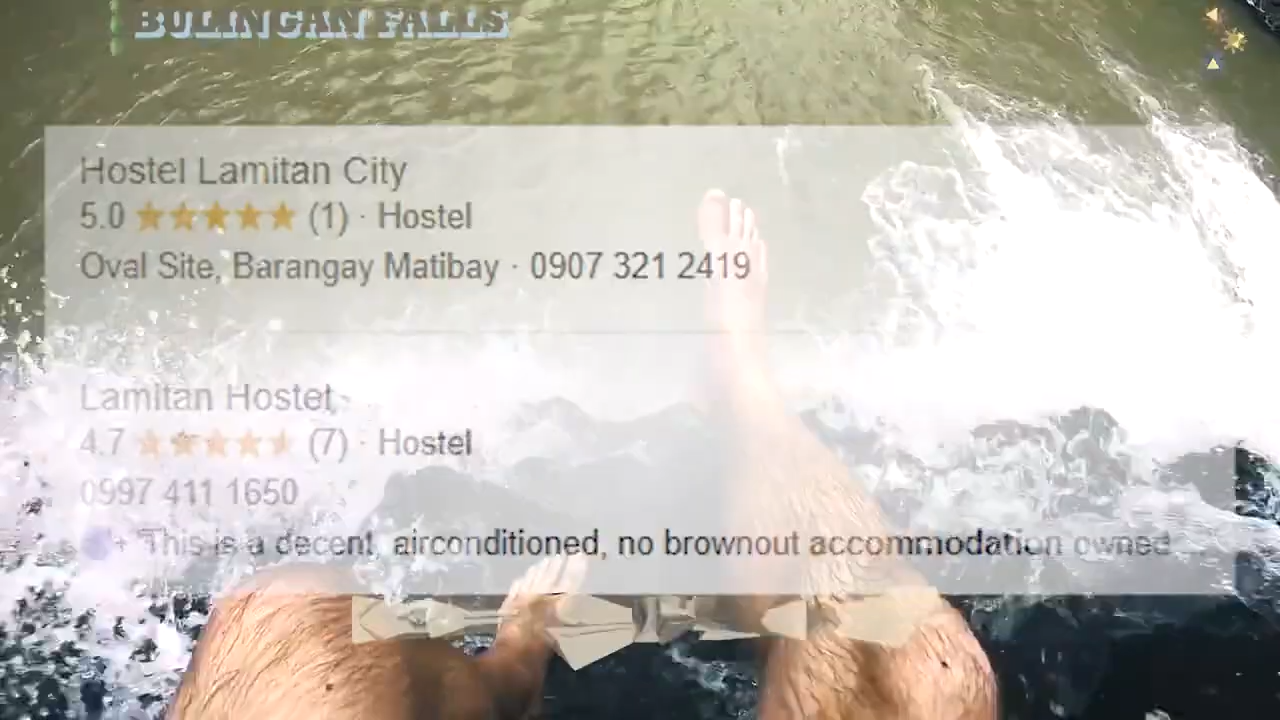 BULINGAN FALLS
Hostel Lamitan City
5.0 ★★★★★ (1) · Hostel
Oval Site, Barangay Matibay · 0907 321 2419
Lamitan Hostel
4.7 ★★★★★ (7) · Hostel
0997 411 1650
This is a decent, airconditioned, no brownout accommodation owned